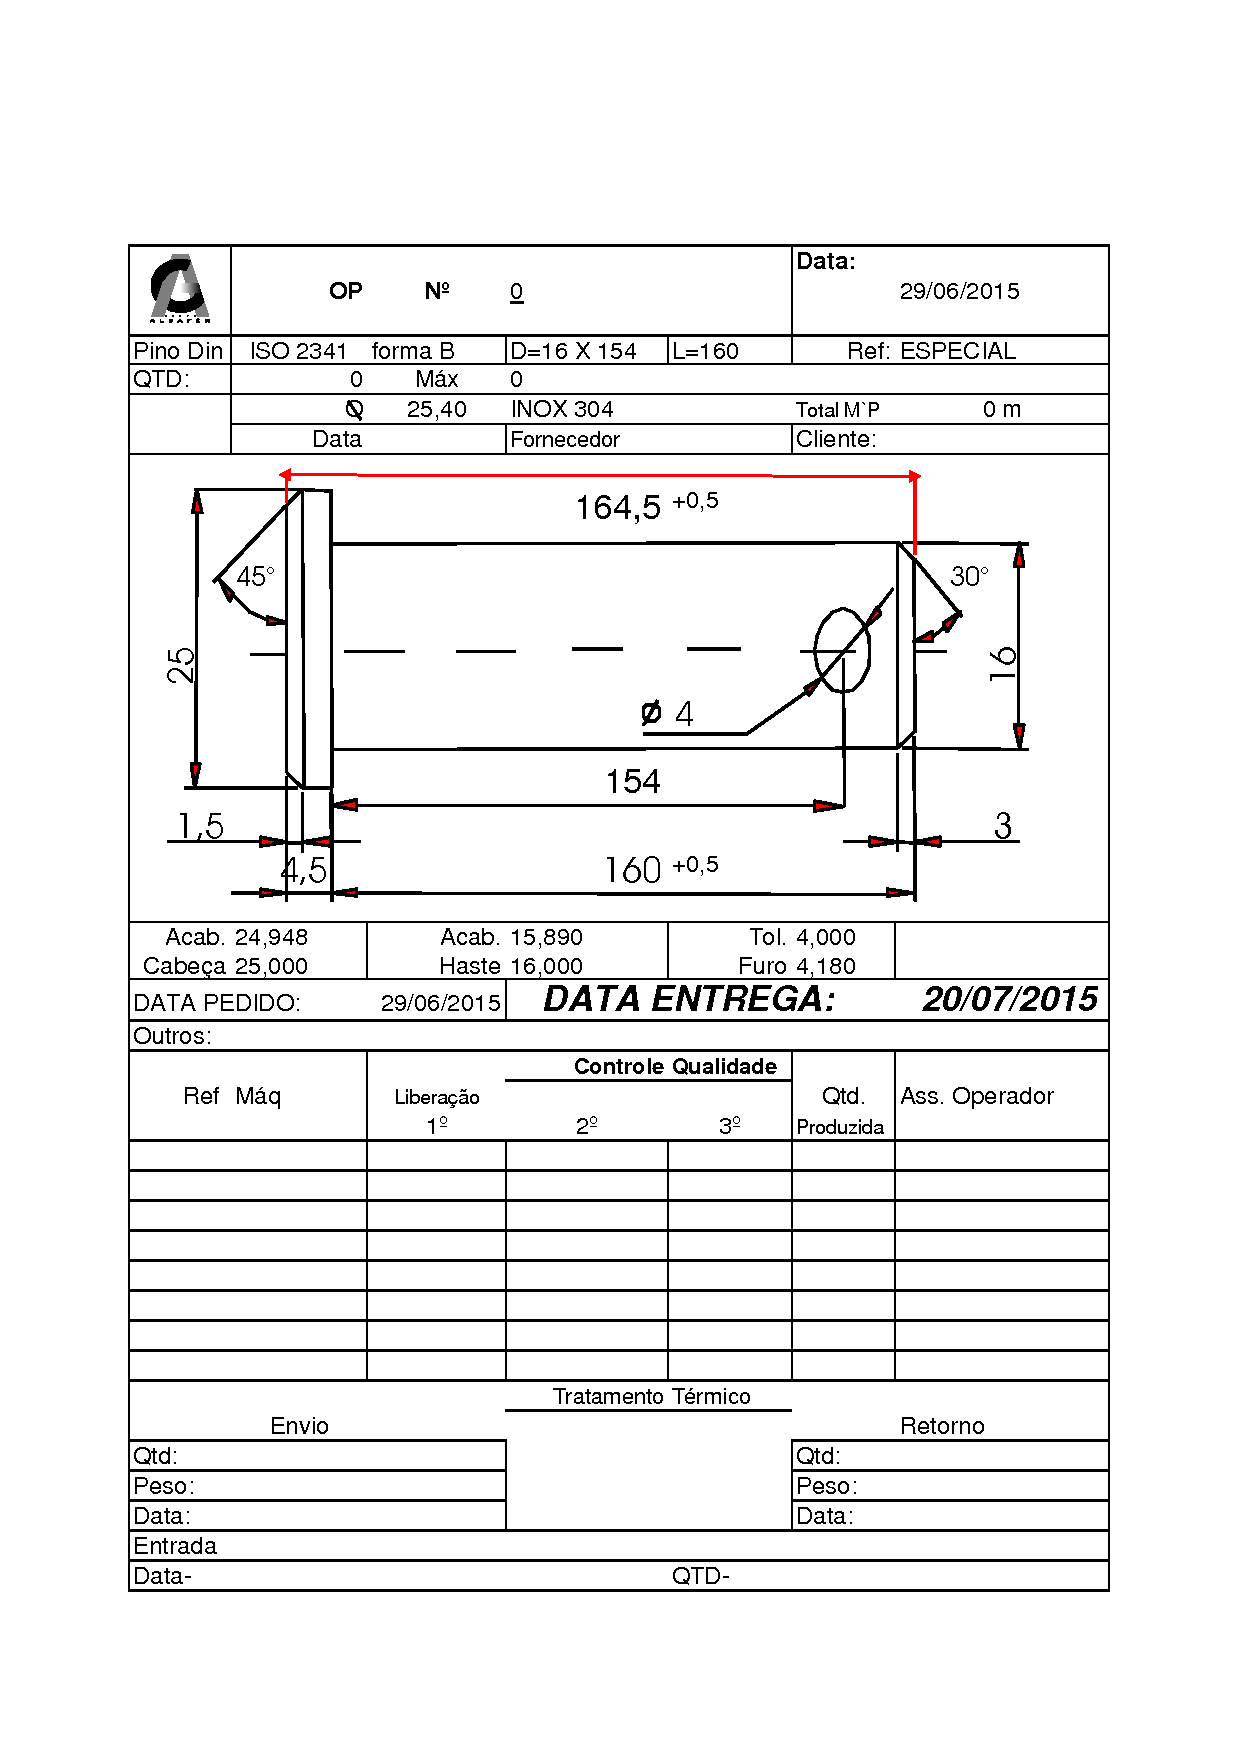 Data:
OP Nº 0 29/06/2015
Pino Din ISO 2341 forma B D=16 X 154 L=160 Ref: ESPECIAL
QTD: 0 Máx 0
Ø 25,40 INOX 304 Total M`P 0 m
Data Fornecedor Cliente:
164,5 +0,5
45° 30°
25 16
Ø 4
154
1,5 3
4,5 160 +0,5
Acab. 24,948 Acab. 15,890 Tol. 4,000
Cabeça 25,000 Haste 16,000 Furo 4,180
DATA PEDIDO: 29/06/2015 DATA ENTREGA: 20/07/2015
Outros:
Controle Qualidade
Ref Máq Liberação Qtd. Ass. Operador
1º 2º 3º Produzida
Tratamento Térmico
Envio Retorno
Qtd: Qtd:
Peso: Peso:
Data: Data:
Entrada
Data- QTD-